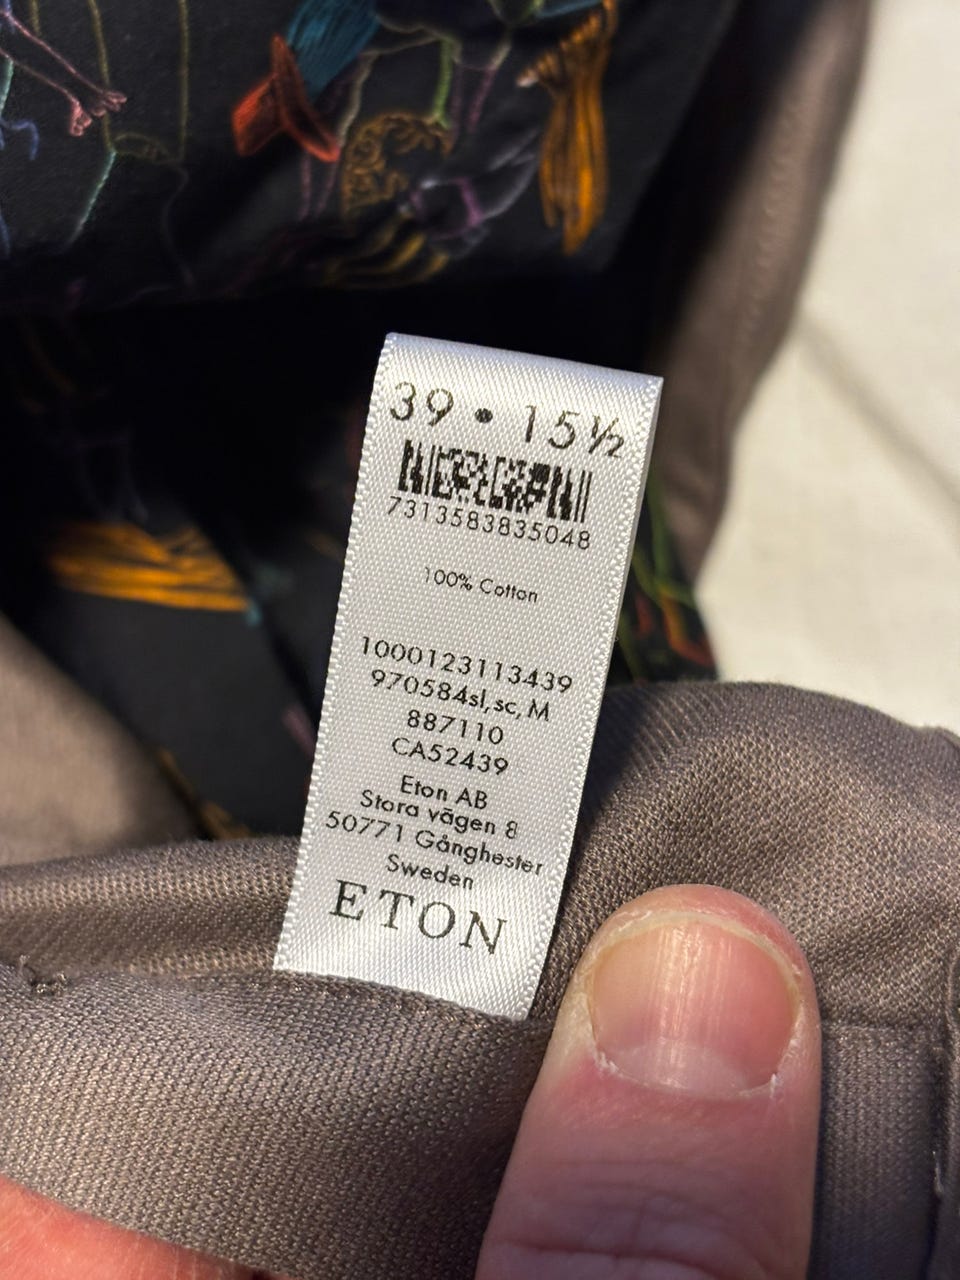 39 • 15½
7313583835048
100% Cotton
1000123113439
970584sl,sc,M
887110
CA52439
Eton AB
Stora vägen 8
50771 Gånghester
Sweden
ETON